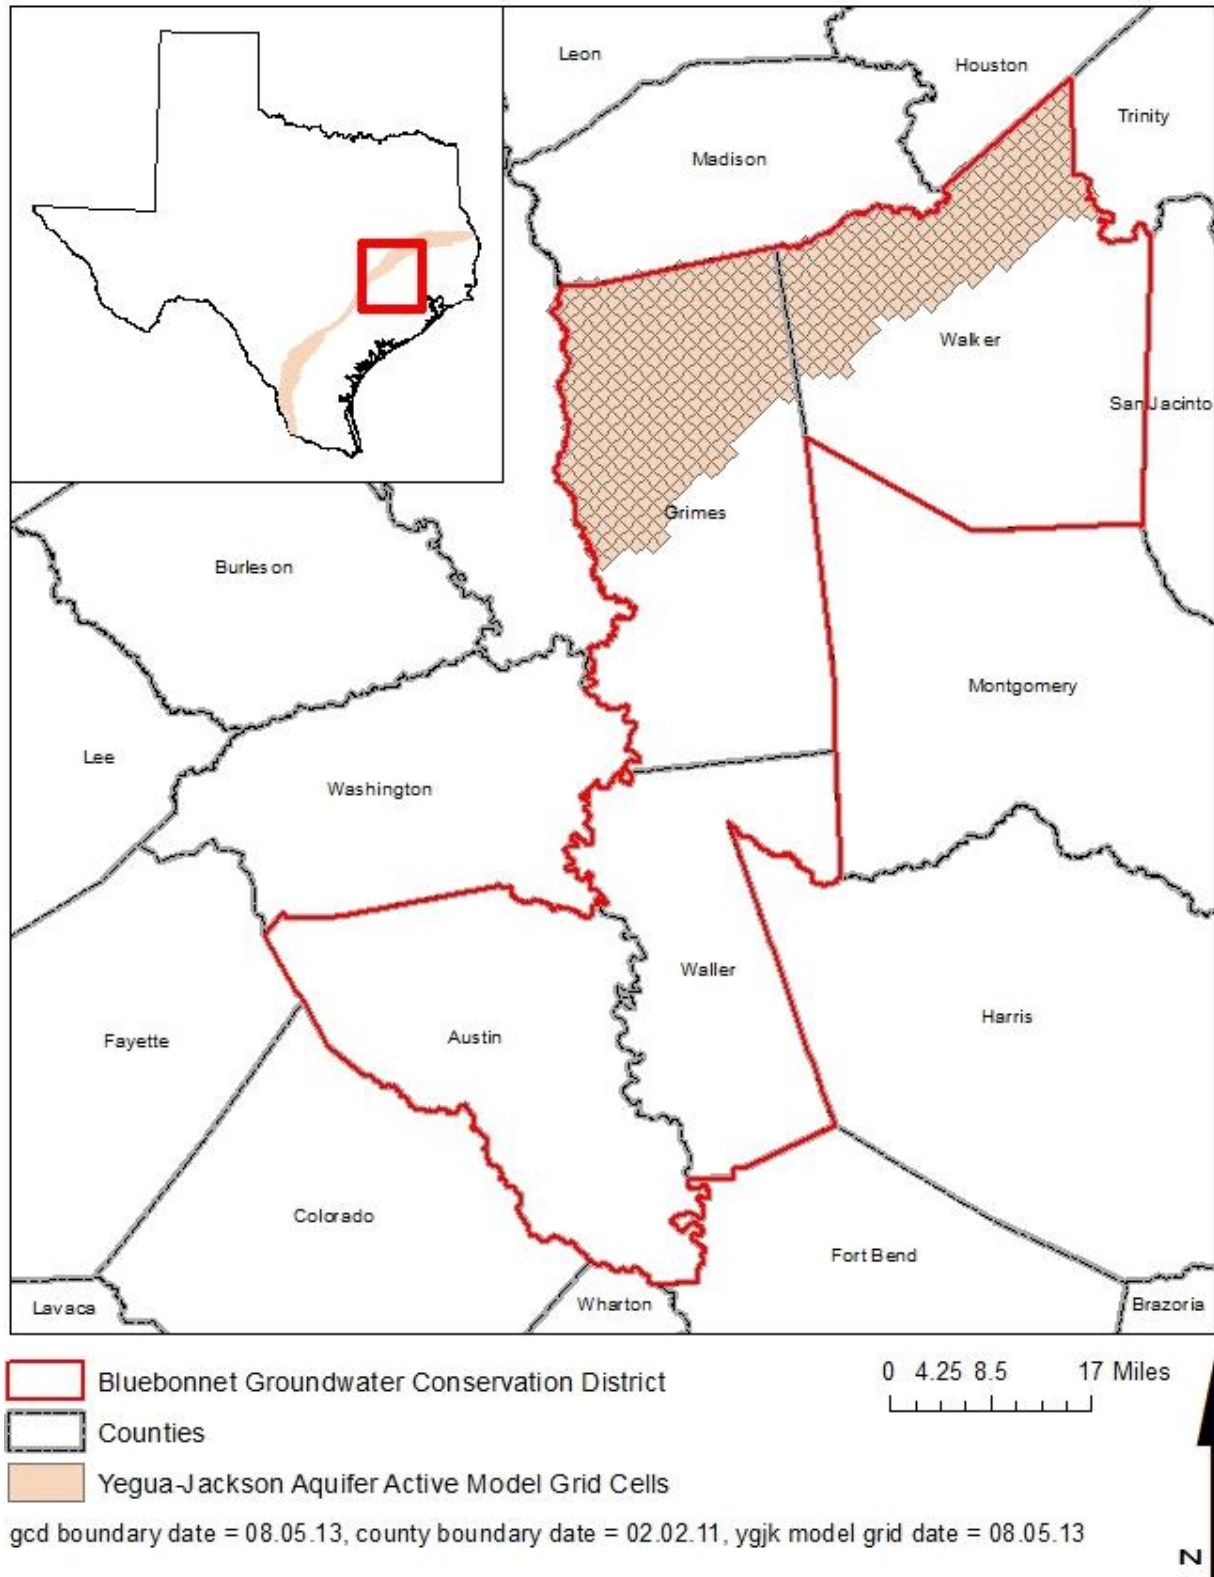 Leon
Houston
Trinity
Madison
Walker
San Jacinto
Grimes
Burleson
Montgomery
Lee
Washington
Waller
Harris
Fayette
Austin
Colorado
Fort Bend
Lavaca
Wharton
Brazoria
Bluebonnet Groundwater Conservation District
0 4.25 8.5 17 Miles
Counties
Yegua-Jackson Aquifer Active Model Grid Cells
gcd boundary date = 08.05.13, county boundary date = 02.02.11, ygjk model grid date = 08.05.13
N